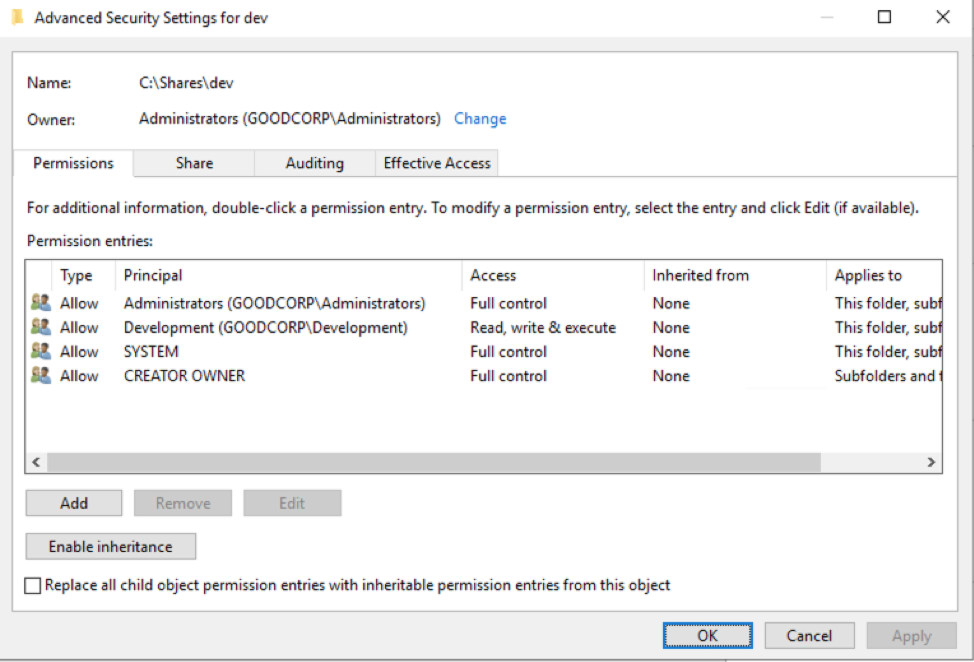 Advanced Security Settings for dev
Name: C:\Shares\dev
Owner: Administrators (GOODCORP\Administrators) Change
Permissions Share Auditing Effective Access
For additional information, double-click a permission entry. To modify a permission entry, select the entry and click Edit (if available).
Permission entries:
Type Principal Access Inherited from Applies to
Allow Administrators (GOODCORP\Administrators) Full control None This folder, subf
Allow Development (GOODCORP\Development) Read, write & execute None This folder, subf
Allow SYSTEM Full control None This folder, subf
Allow CREATOR OWNER Full control None Subfolders and f
Add Remove Edit
Enable inheritance
Replace all child object permission entries with inheritable permission entries from this object
OK Cancel Apply